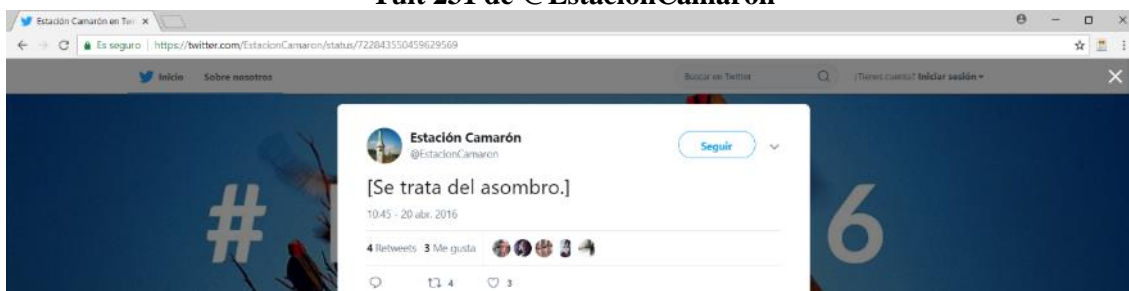 Tuit 231 de @EstacionCamaron
Estación Camarón en Twi
Es seguro | https://twitter.com/EstacionCamaron/status/722843550459629569
Inicio Sobre nosotros Buscar en Twitter ¿Tienes cuenta? Iniciar sesión
Estación Camarón
@EstacionCamaron
Seguir
[Se trata del asombro.]
10:45 - 20 abr. 2016
4 Retweets 3 Me gusta
4 3
# 6